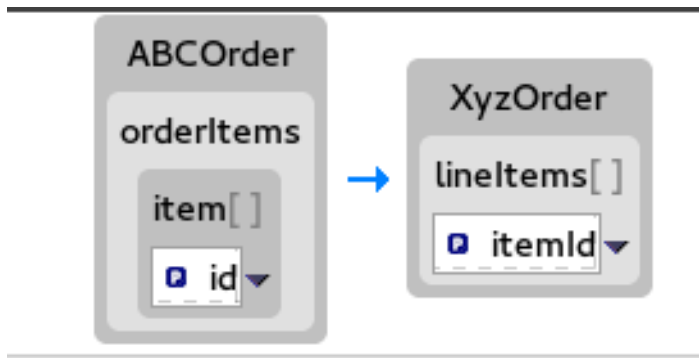 ABCOrder
orderItems
item[ ]
id
XyzOrder
lineItems[ ]
itemId